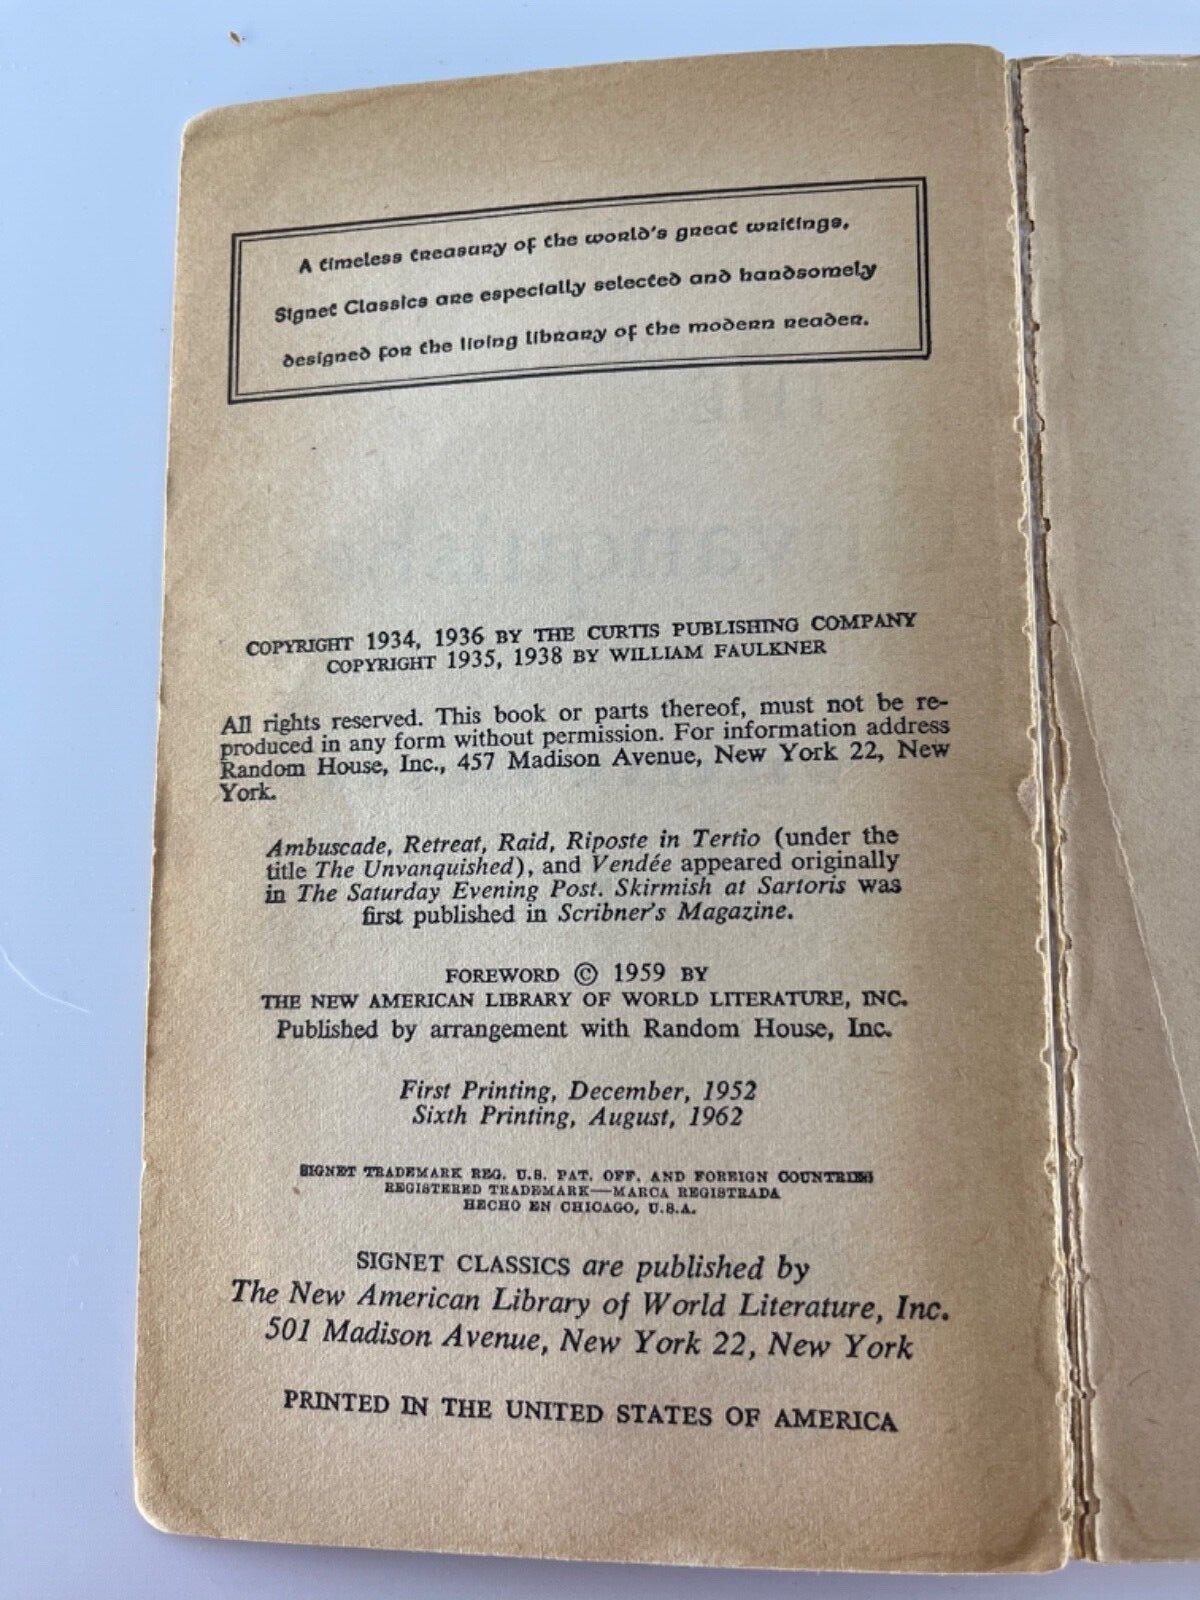 A timeless treasury of the world's great writings,
Signet Classics are especially selected and handsomely
designed for the living library of the modern reader.
COPYRIGHT 1934, 1936 BY THE CURTIS PUBLISHING COMPANY
COPYRIGHT 1935, 1938 BY WILLIAM FAULKNER
All rights reserved. This book or parts thereof, must not be re-
produced in any form without permission. For information address
Random House, Inc., 457 Madison Avenue, New York 22, New
York.
Ambuscade, Retreat, Raid, Riposte in Tertio (under the
title The Unvanquished), and Vendée appeared originally
in The Saturday Evening Post. Skirmish at Sartoris was
first published in Scribner's Magazine.
FOREWORD © 1959 BY
THE NEW AMERICAN LIBRARY OF WORLD LITERATURE, INC.
Published by arrangement with Random House, Inc.
First Printing, December, 1952
Sixth Printing, August, 1962
SIGNET TRADEMARK REG. U.S. PAT. OFF. AND FOREIGN COUNTRIES
REGISTERED TRADEMARK—MARCA REGISTRADA
HECHO EN CHICAGO, U.S.A.
SIGNET CLASSICS are published by
The New American Library of World Literature, Inc.
501 Madison Avenue, New York 22, New York
PRINTED IN THE UNITED STATES OF AMERICA